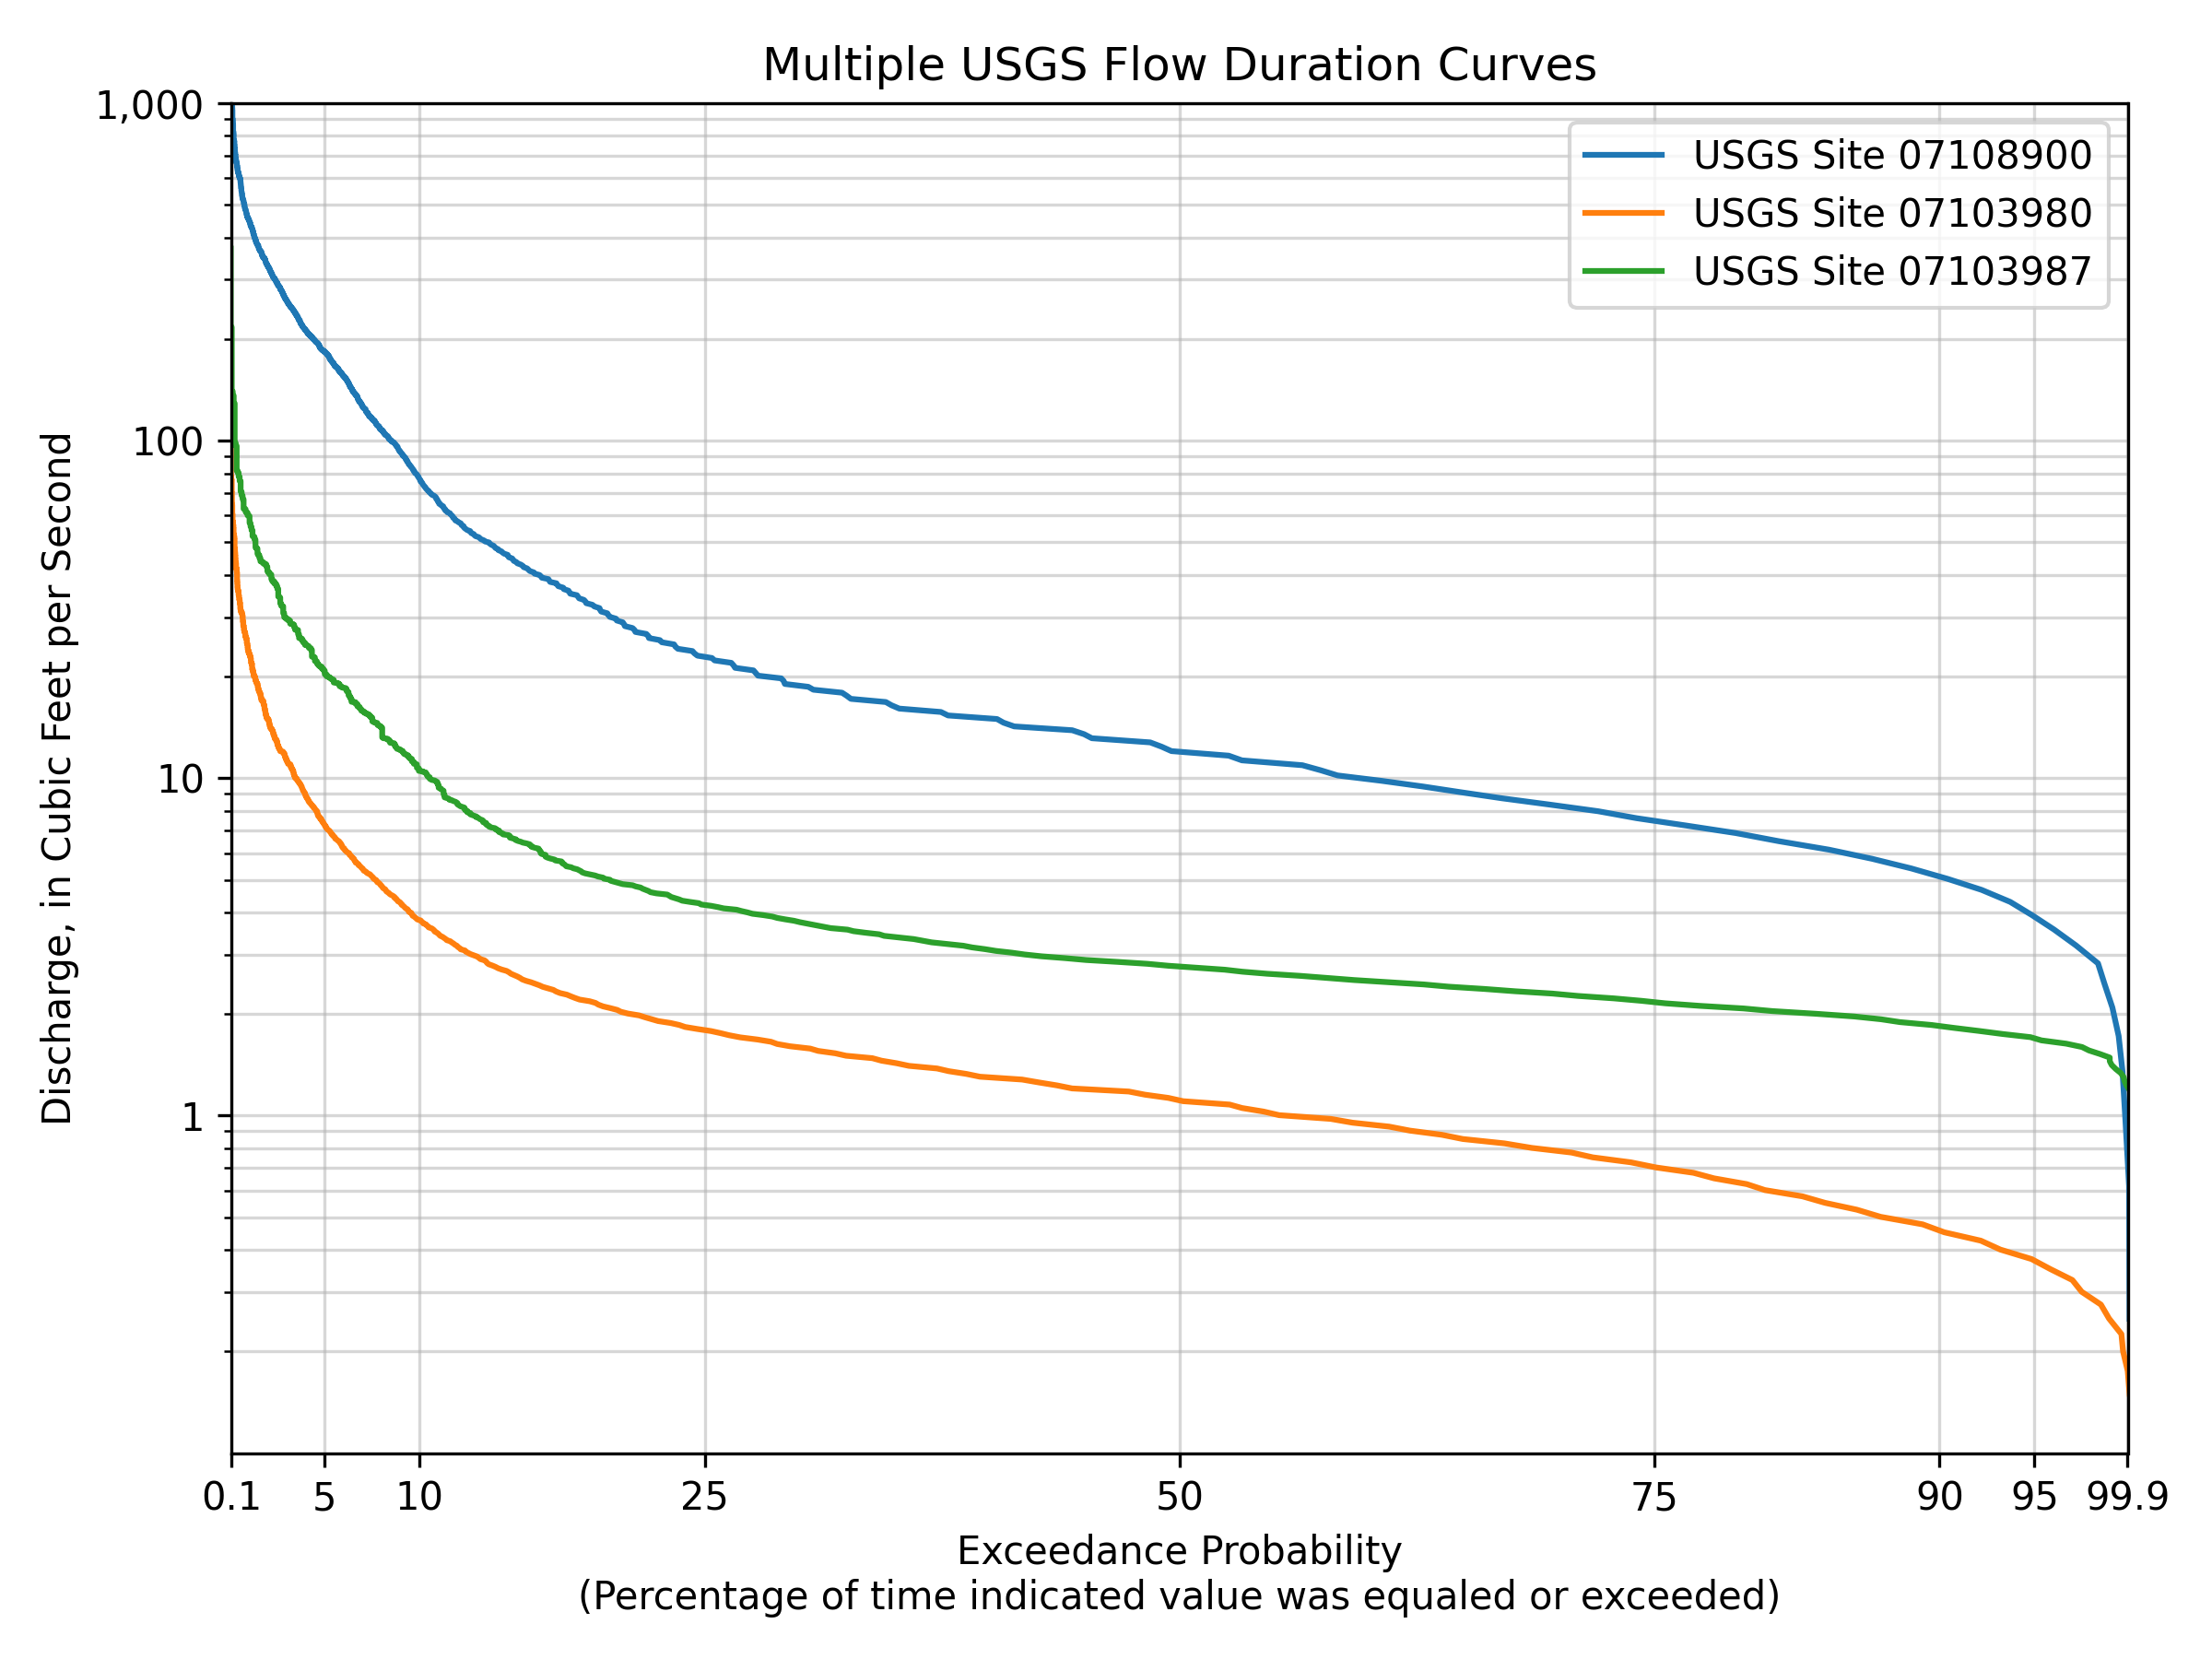 Multiple USGS Flow Duration Curves
1,000
100
10
1
Discharge, in Cubic Feet per Second
USGS Site 07108900
USGS Site 07103980
USGS Site 07103987
0.1 5 10 25 50 75 90 95 99.9
Exceedance Probability
(Percentage of time indicated value was equaled or exceeded)